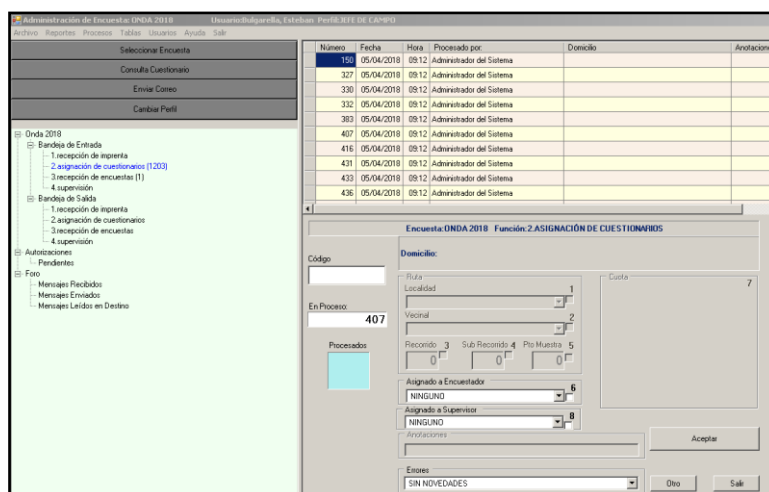 Administración de Encuesta: ONDA 2018 Usuario:Bulgarella, Esteban Perfil:JEFE DE CAMPO
Archivo Reportes Procesos Tablas Usuarios Ayuda Salir
Seleccionar Encuesta
Consulta Cuestionario
Enviar Correo
Cambiar Perfil
Onda 2018
Bandeja de Entrada
1.recepción de imprenta
2.asignación de cuestionarios (1203)
3.recepción de encuestas (1)
4.supervisión
Bandeja de Salida
1.recepción de imprenta
2.asignación de cuestionarios
3.recepción de encuestas
4.supervisión
Autorizaciones
Pendientes
Foro
Mensajes Recibidos
Mensajes Enviados
Mensajes Leídos en Destino
Número Fecha Hora Procesado por: Domicilio Anotacione
150 05/04/2018 09:12 Administrador del Sistema
327 05/04/2018 09:12 Administrador del Sistema
330 05/04/2018 09:12 Administrador del Sistema
332 05/04/2018 09:12 Administrador del Sistema
383 05/04/2018 09:12 Administrador del Sistema
407 05/04/2018 09:12 Administrador del Sistema
416 05/04/2018 09:12 Administrador del Sistema
431 05/04/2018 09:12 Administrador del Sistema
433 05/04/2018 09:12 Administrador del Sistema
436 05/04/2018 09:12 Administrador del Sistema
Encuesta:ONDA 2018 Función:2.ASIGNACIÓN DE CUESTIONARIOS
Código
Domicilio:
En Proceso:
407
Procesados
Ruta
Localidad 1
Vecinal 2
Recorrido 3 Sub Recorrido 4 Pto Muestra 5
0 0 0
Cuota 7
Asignado a Encuestador 6
NINGUNO
Asignado a Supervisor 8
NINGUNO
Anotaciones
Aceptar
Errores
SIN NOVEDADES
Otro Salir